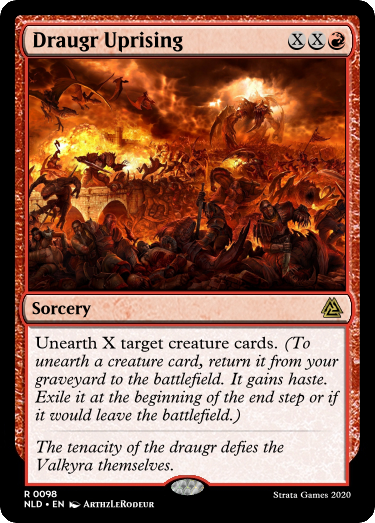 Draugr Uprising XX
Sorcery
Unearth X target creature cards. (To
unearth a creature card, return it from your
graveyard to the battlefield. It gains haste.
Exile it at the beginning of the end step or if
it would leave the battlefield.)
The tenacity of the draugr defies the
Valkyra themselves.
R 0098
NLD • EN ArthzLeRodeur
Strata Games 2020